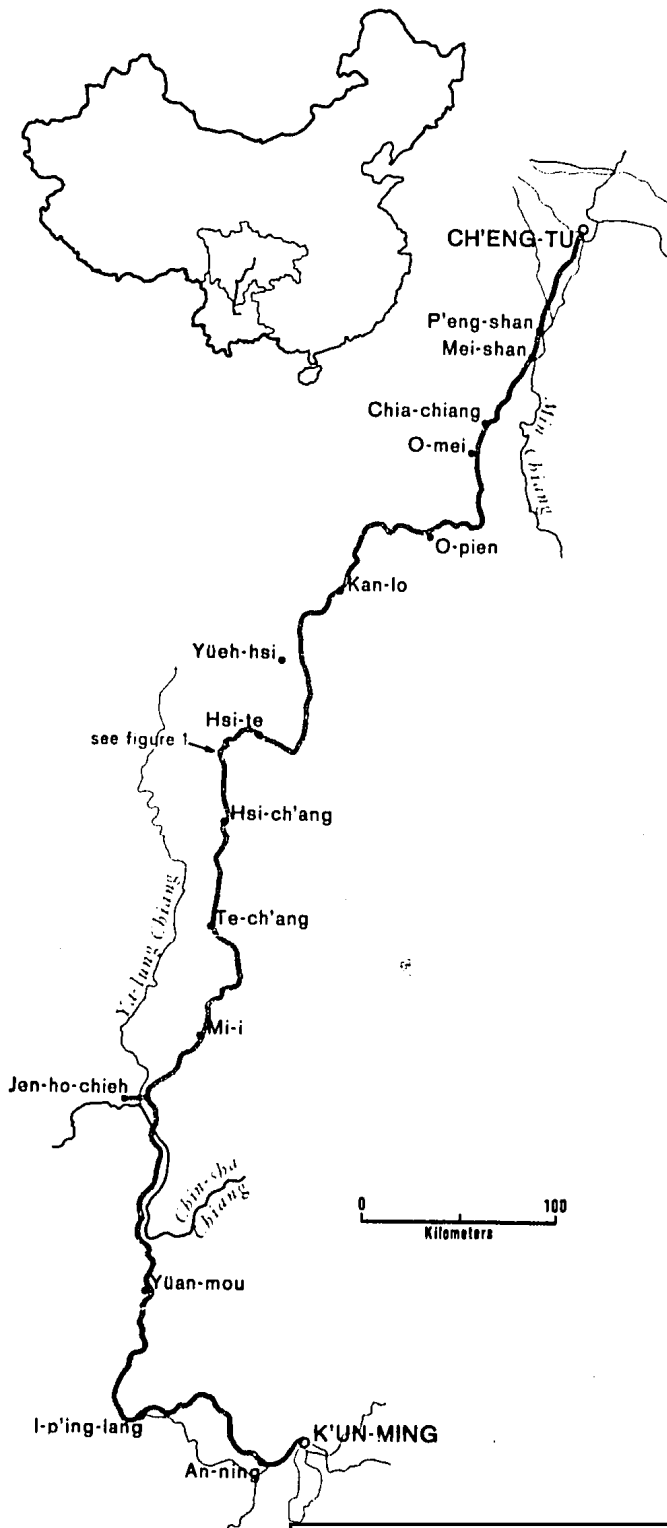 CH'ENG-TU
P'eng-shan
Mei-shan
Chia-chiang
Min Chiang
O-mei
O-pien
Kan-lo
Yüeh-hsi
Hsi-te
see figure 1
Hsi-ch'ang
Te-ch'ang
Ya-lung Chiang
Mi-i
Jen-ho-chieh
Chin-sha
Chiang
0 100
Kilometers
Yüan-mou
I-p'ing-lang
K'UN-MING
An-ning